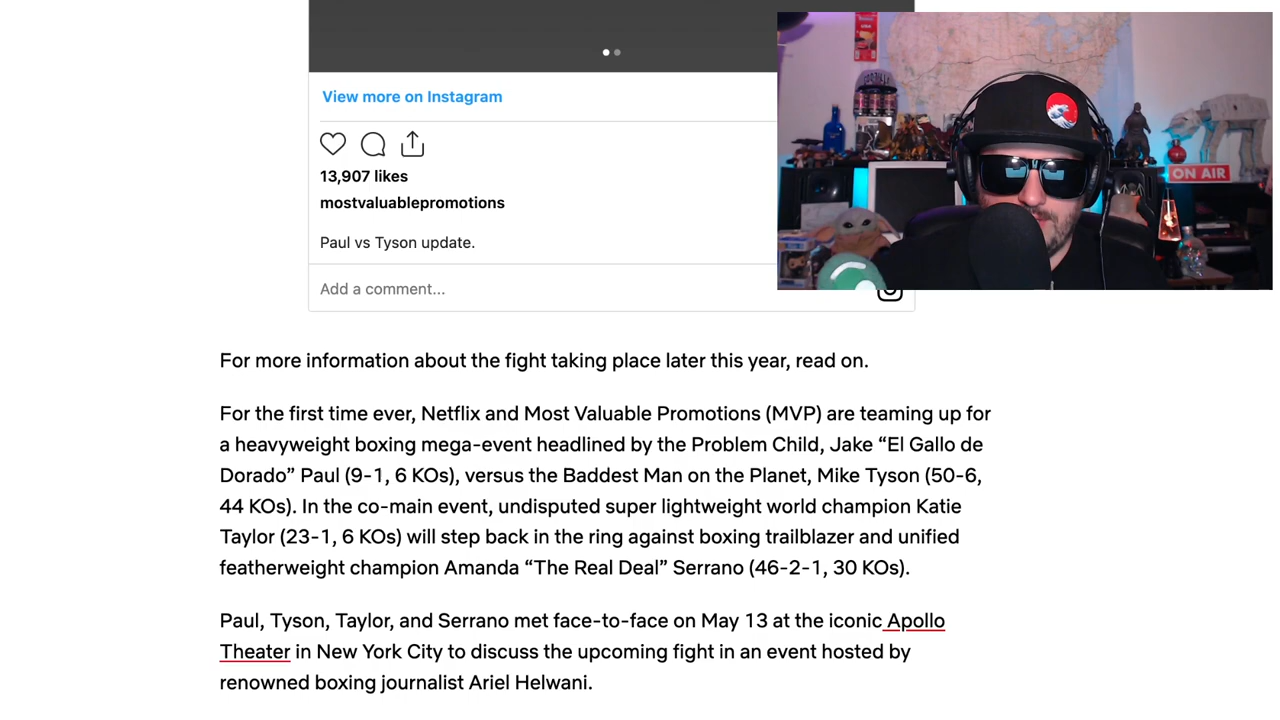 View more on Instagram
13,907 likes
mostvaluablepromotions
Paul vs Tyson update.
Add a comment...
ON AIR
For more information about the fight taking place later this year, read on.
For the first time ever, Netflix and Most Valuable Promotions (MVP) are teaming up for
a heavyweight boxing mega-event headlined by the Problem Child, Jake “El Gallo de
Dorado” Paul (9-1, 6 KOs), versus the Baddest Man on the Planet, Mike Tyson (50-6,
44 KOs). In the co-main event, undisputed super lightweight world champion Katie
Taylor (23-1, 6 KOs) will step back in the ring against boxing trailblazer and unified
featherweight champion Amanda “The Real Deal” Serrano (46-2-1, 30 KOs).
Paul, Tyson, Taylor, and Serrano met face-to-face on May 13 at the iconic Apollo
Theater in New York City to discuss the upcoming fight in an event hosted by
renowned boxing journalist Ariel Helwani.